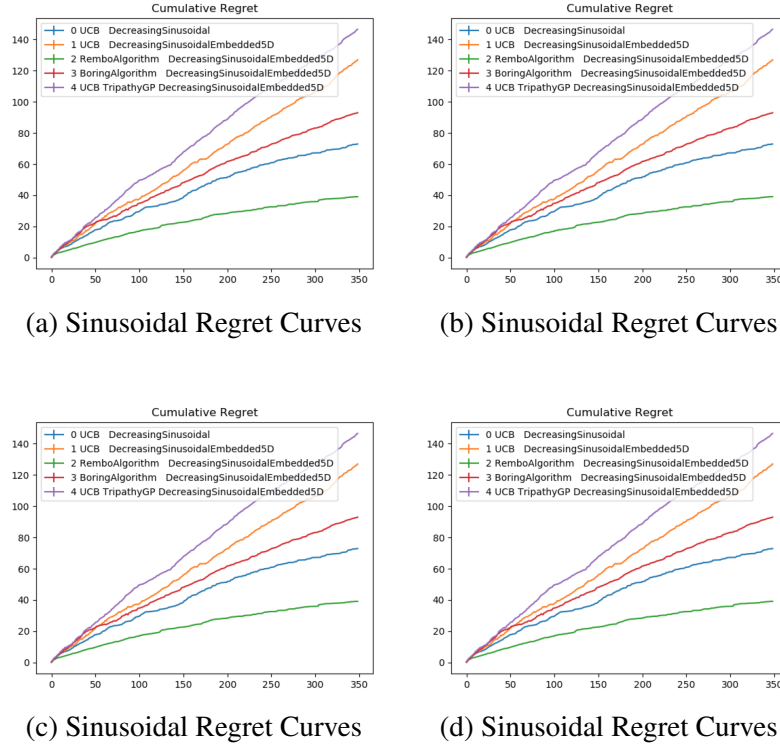 Cumulative Regret
140
120
100
80
60
40
20
0
0 UCB DecreasingSinusoidal
1 UCB DecreasingSinusoidalEmbedded5D
2 RemboAlgorithm DecreasingSinusoidalEmbedded5D
3 BoringAlgorithm DecreasingSinusoidalEmbedded5D
4 UCB TripathyGP DecreasingSinusoidalEmbedded5D
0 50 100 150 200 250 300 350
(a) Sinusoidal Regret Curves
Cumulative Regret
140
120
100
80
60
40
20
0
0 UCB DecreasingSinusoidal
1 UCB DecreasingSinusoidalEmbedded5D
2 RemboAlgorithm DecreasingSinusoidalEmbedded5D
3 BoringAlgorithm DecreasingSinusoidalEmbedded5D
4 UCB TripathyGP DecreasingSinusoidalEmbedded5D
0 50 100 150 200 250 300 350
(b) Sinusoidal Regret Curves
Cumulative Regret
140
120
100
80
60
40
20
0
0 UCB DecreasingSinusoidal
1 UCB DecreasingSinusoidalEmbedded5D
2 RemboAlgorithm DecreasingSinusoidalEmbedded5D
3 BoringAlgorithm DecreasingSinusoidalEmbedded5D
4 UCB TripathyGP DecreasingSinusoidalEmbedded5D
0 50 100 150 200 250 300 350
(c) Sinusoidal Regret Curves
Cumulative Regret
140
120
100
80
60
40
20
0
0 UCB DecreasingSinusoidal
1 UCB DecreasingSinusoidalEmbedded5D
2 RemboAlgorithm DecreasingSinusoidalEmbedded5D
3 BoringAlgorithm DecreasingSinusoidalEmbedded5D
4 UCB TripathyGP DecreasingSinusoidalEmbedded5D
0 50 100 150 200 250 300 350
(d) Sinusoidal Regret Curves